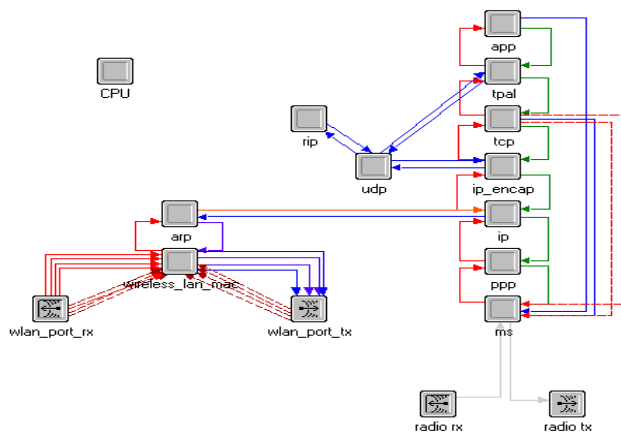 app
CPU
tpal
rip
tcp
udp
ip_encap
arp
ip
wireless_lan_mac
ppp
wlan_port_rx
wlan_port_tx
ms
radio rx
radio tx